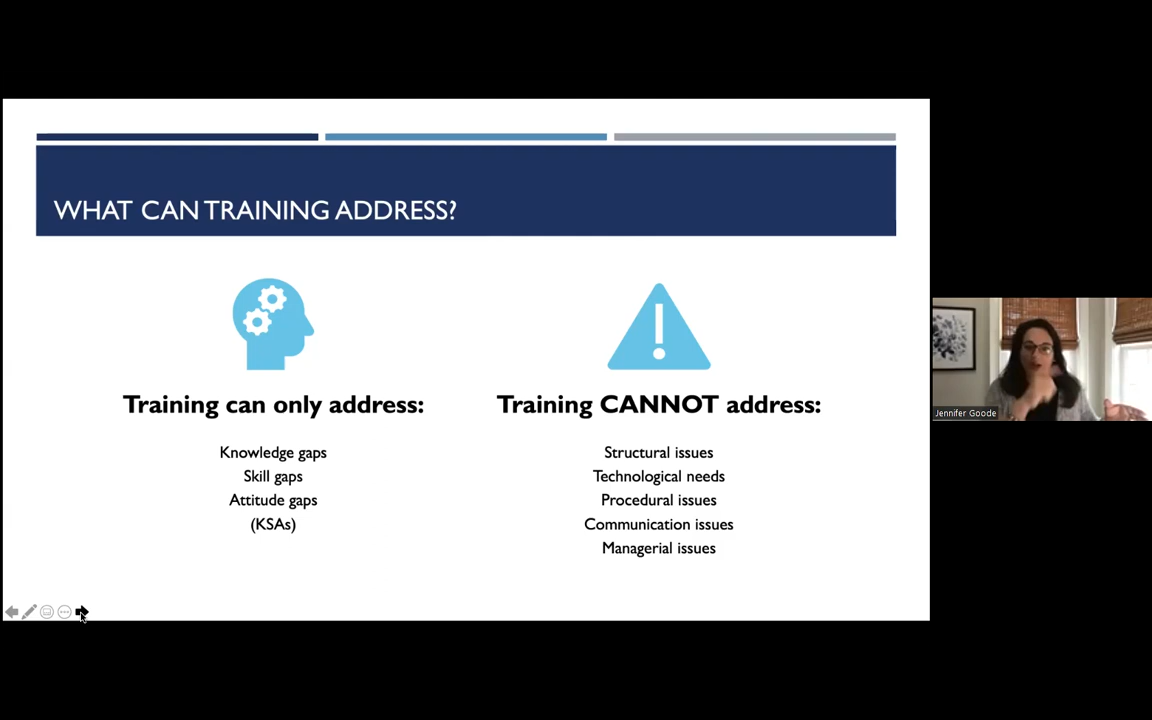 WHAT CAN TRAINING ADDRESS?
Training can only address:
Knowledge gaps
Skill gaps
Attitude gaps
(KSAs)
Training CANNOT address:
Structural issues
Technological needs
Procedural issues
Communication issues
Managerial issues
Jennifer Goode